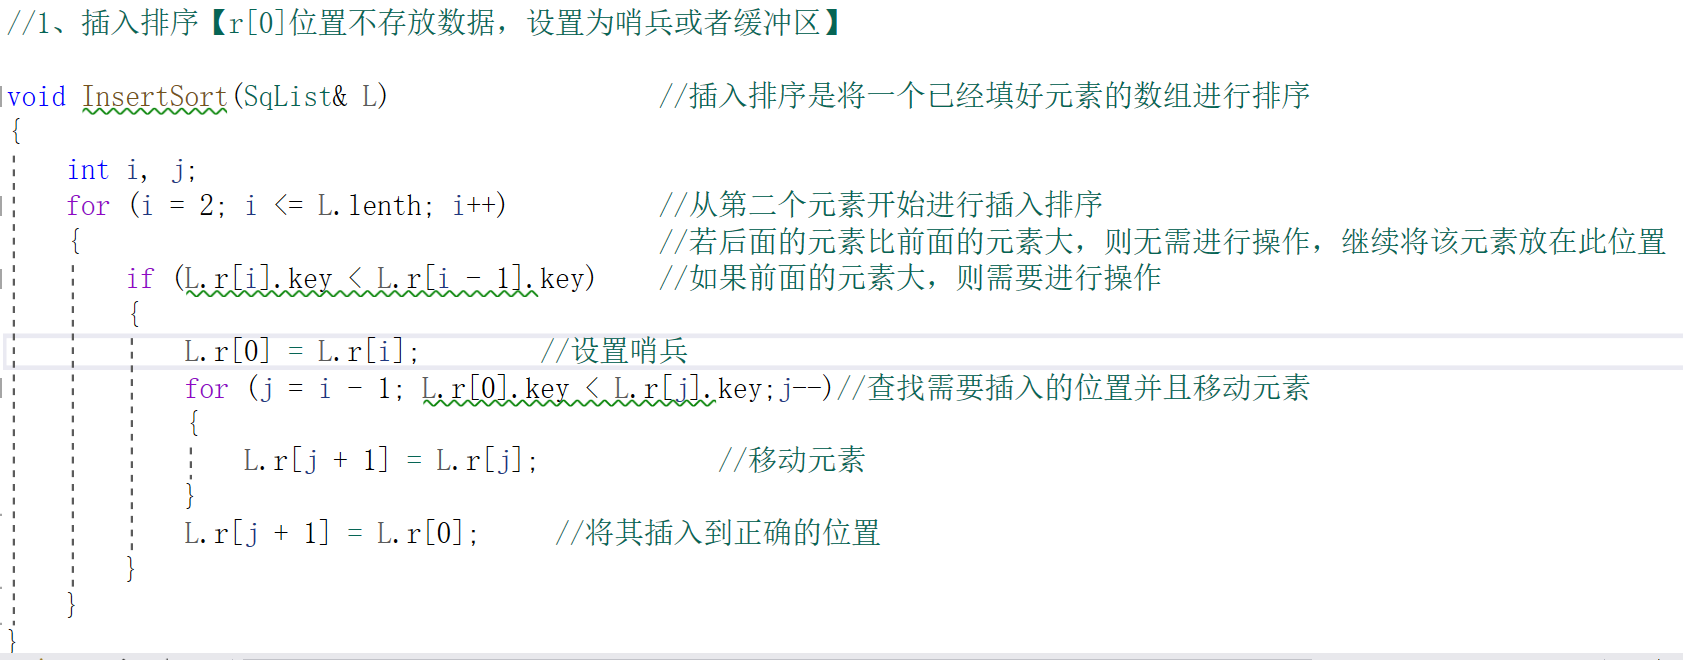 //1、插入排序【r[0]位置不存放数据，设置为哨兵或者缓冲区】
void InsertSort(SqList& L) //插入排序是将一个已经填好元素的数组进行排序
{
int i, j;
for (i = 2; i <= L.lenth; i++) //从第二个元素开始进行插入排序
{ //若后面的元素比前面的元素大，则无需进行操作，继续将该元素放在此位置
if (L.r[i].key < L.r[i - 1].key) //如果前面的元素大，则需要进行操作
{
L.r[0] = L.r[i]; //设置哨兵
for (j = i - 1; L.r[0].key < L.r[j].key;j--)//查找需要插入的位置并且移动元素
{
L.r[j + 1] = L.r[j]; //移动元素
}
L.r[j + 1] = L.r[0]; //将其插入到正确的位置
}
}
}